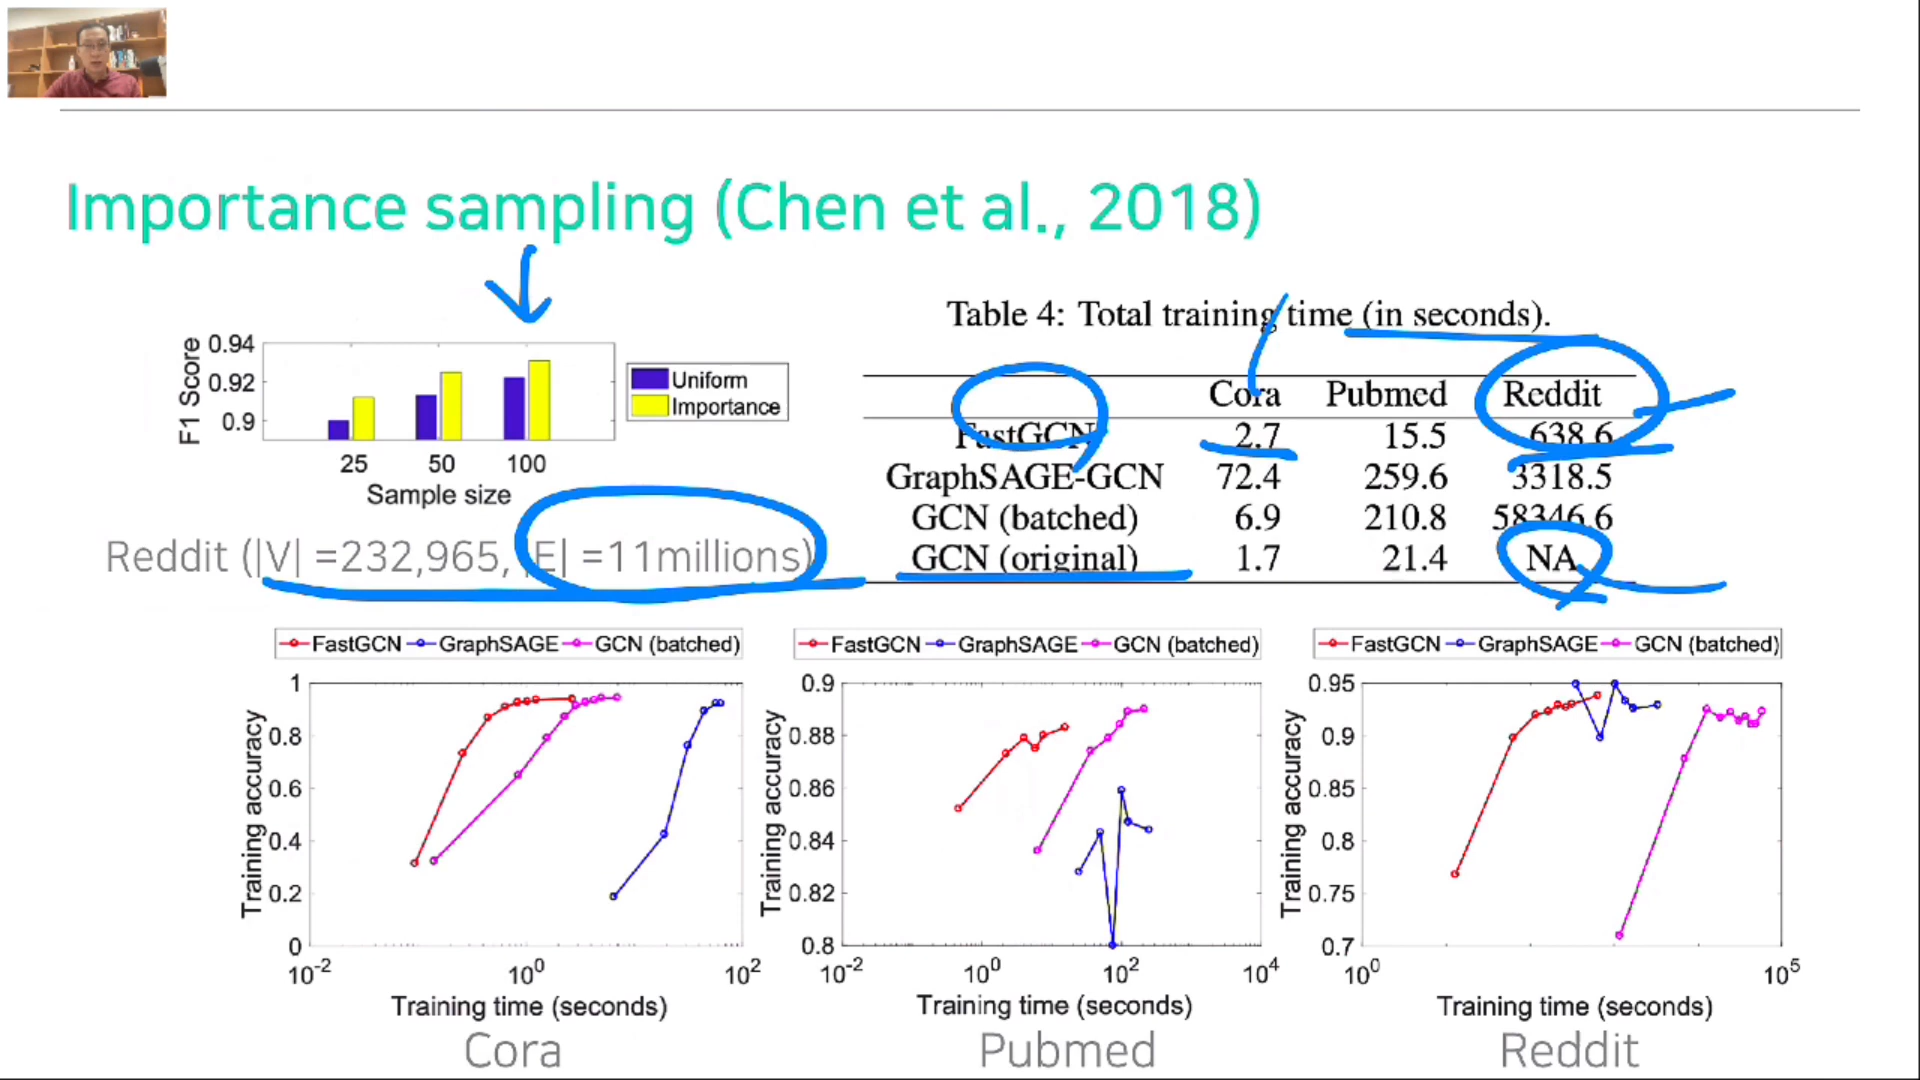 Importance sampling (Chen et al., 2018)
F1 Score
0.94
0.92
0.9
25 50 100
Sample size
Uniform
Importance
Reddit (|V| =232,965, |E| =11millions)
Table 4: Total training time (in seconds).
Cora Pubmed Reddit
FastGCN 2.7 15.5 638.6
GraphSAGE-GCN 72.4 259.6 3318.5
GCN (batched) 6.9 210.8 58346.6
GCN (original) 1.7 21.4 NA
FastGCN GraphSAGE GCN (batched)
Training accuracy
1
0.8
0.6
0.4
0.2
0
10-2 100 102
Training time (seconds)
Cora
FastGCN GraphSAGE GCN (batched)
Training accuracy
0.9
0.88
0.86
0.84
0.82
0.8
10-2 100 102 104
Training time (seconds)
Pubmed
FastGCN GraphSAGE GCN (batched)
Training accuracy
0.95
0.9
0.85
0.8
0.75
0.7
100 105
Training time (seconds)
Reddit